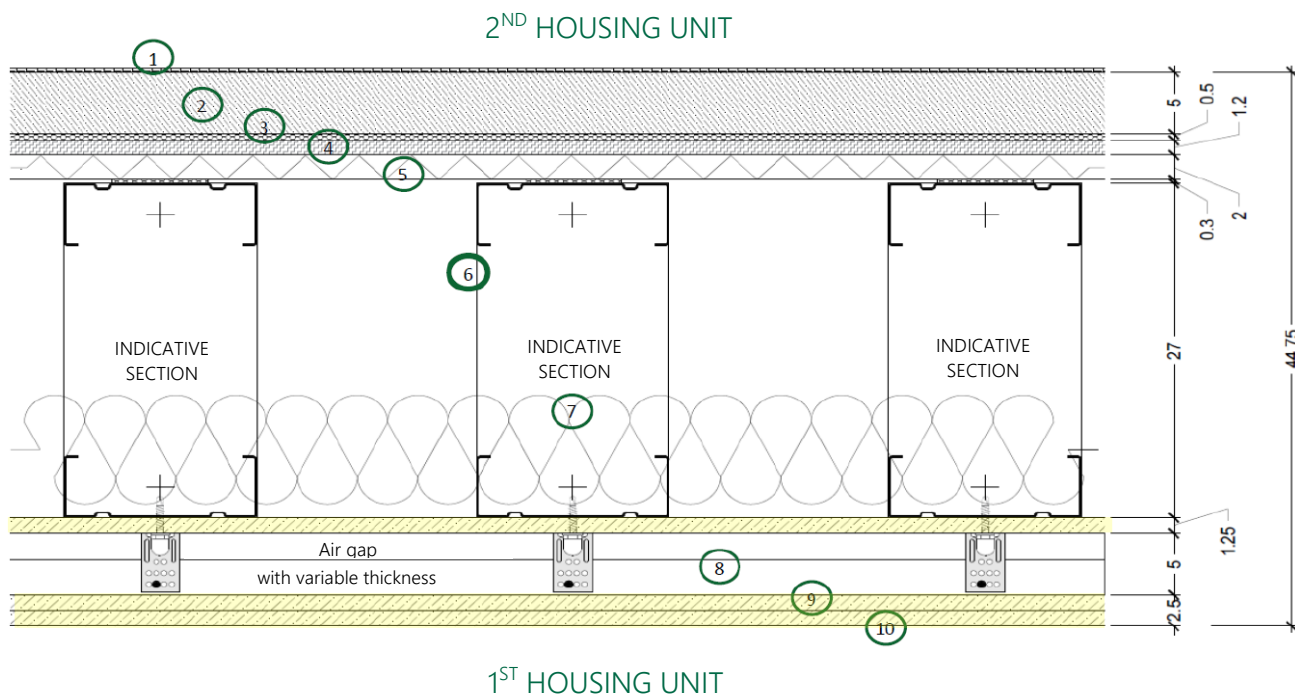 2ND HOUSING UNIT
1
2
3
4
5
5
0.5
1.2
0.3
2
6
INDICATIVE
SECTION
INDICATIVE
SECTION
INDICATIVE
SECTION
27
44.75
7
Air gap
with variable thickness
8
1.25
5
9
2.5
10
1ST HOUSING UNIT